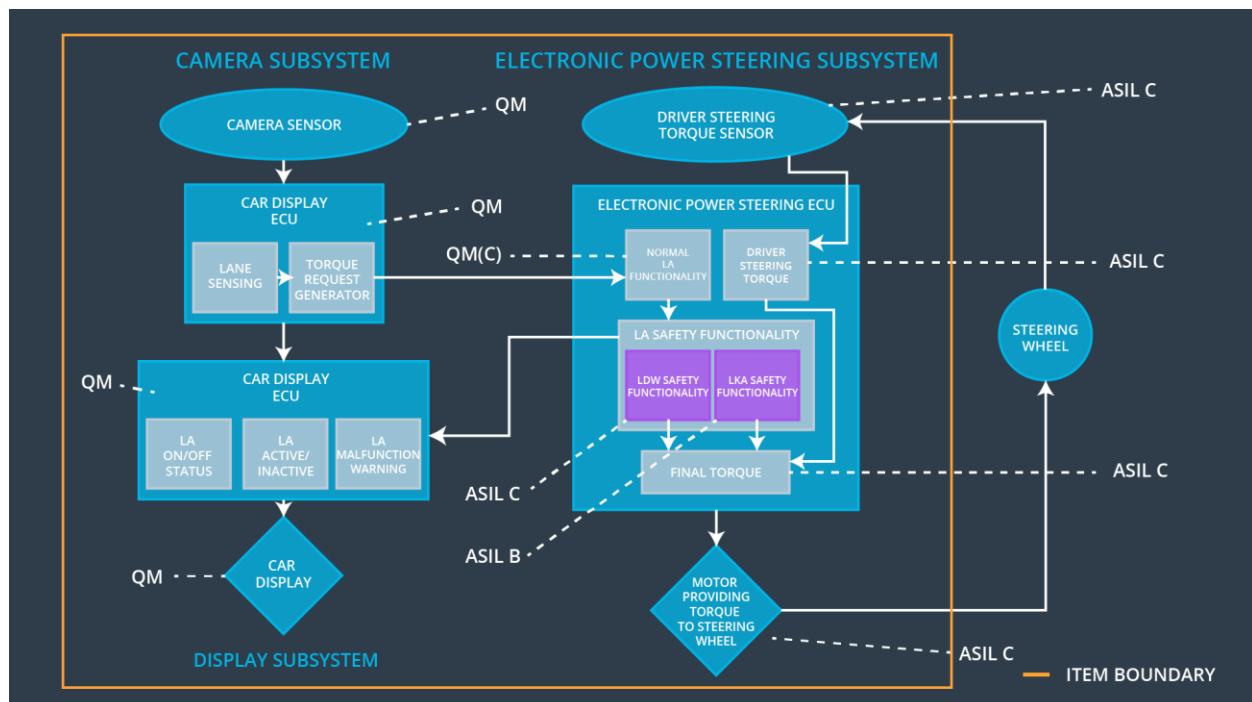 CAMERA SUBSYSTEM
ELECTRONIC POWER STEERING SUBSYSTEM
CAMERA SENSOR
QM
DRIVER STEERING
TORQUE SENSOR
ASIL C
CAR DISPLAY
ECU
QM
LANE
SENSING
TORQUE
REQUEST
GENERATOR
ELECTRONIC POWER STEERING ECU
QM(C)
NORMAL
LA
FUNCTIONALITY
DRIVER
STEERING
TORQUE
ASIL C
LA SAFETY FUNCTIONALITY
LDW SAFETY
FUNCTIONALITY
LKA SAFETY
FUNCTIONALITY
STEERING
WHEEL
QM
CAR DISPLAY
ECU
LA
ON/OFF
STATUS
LA
ACTIVE/
INACTIVE
LA
MALFUNCTION
WARNING
FINAL TORQUE
ASIL C
ASIL C
ASIL B
QM
CAR
DISPLAY
MOTOR
PROVIDING
TORQUE
TO STEERING
WHEEL
ASIL C
DISPLAY SUBSYSTEM
ITEM BOUNDARY